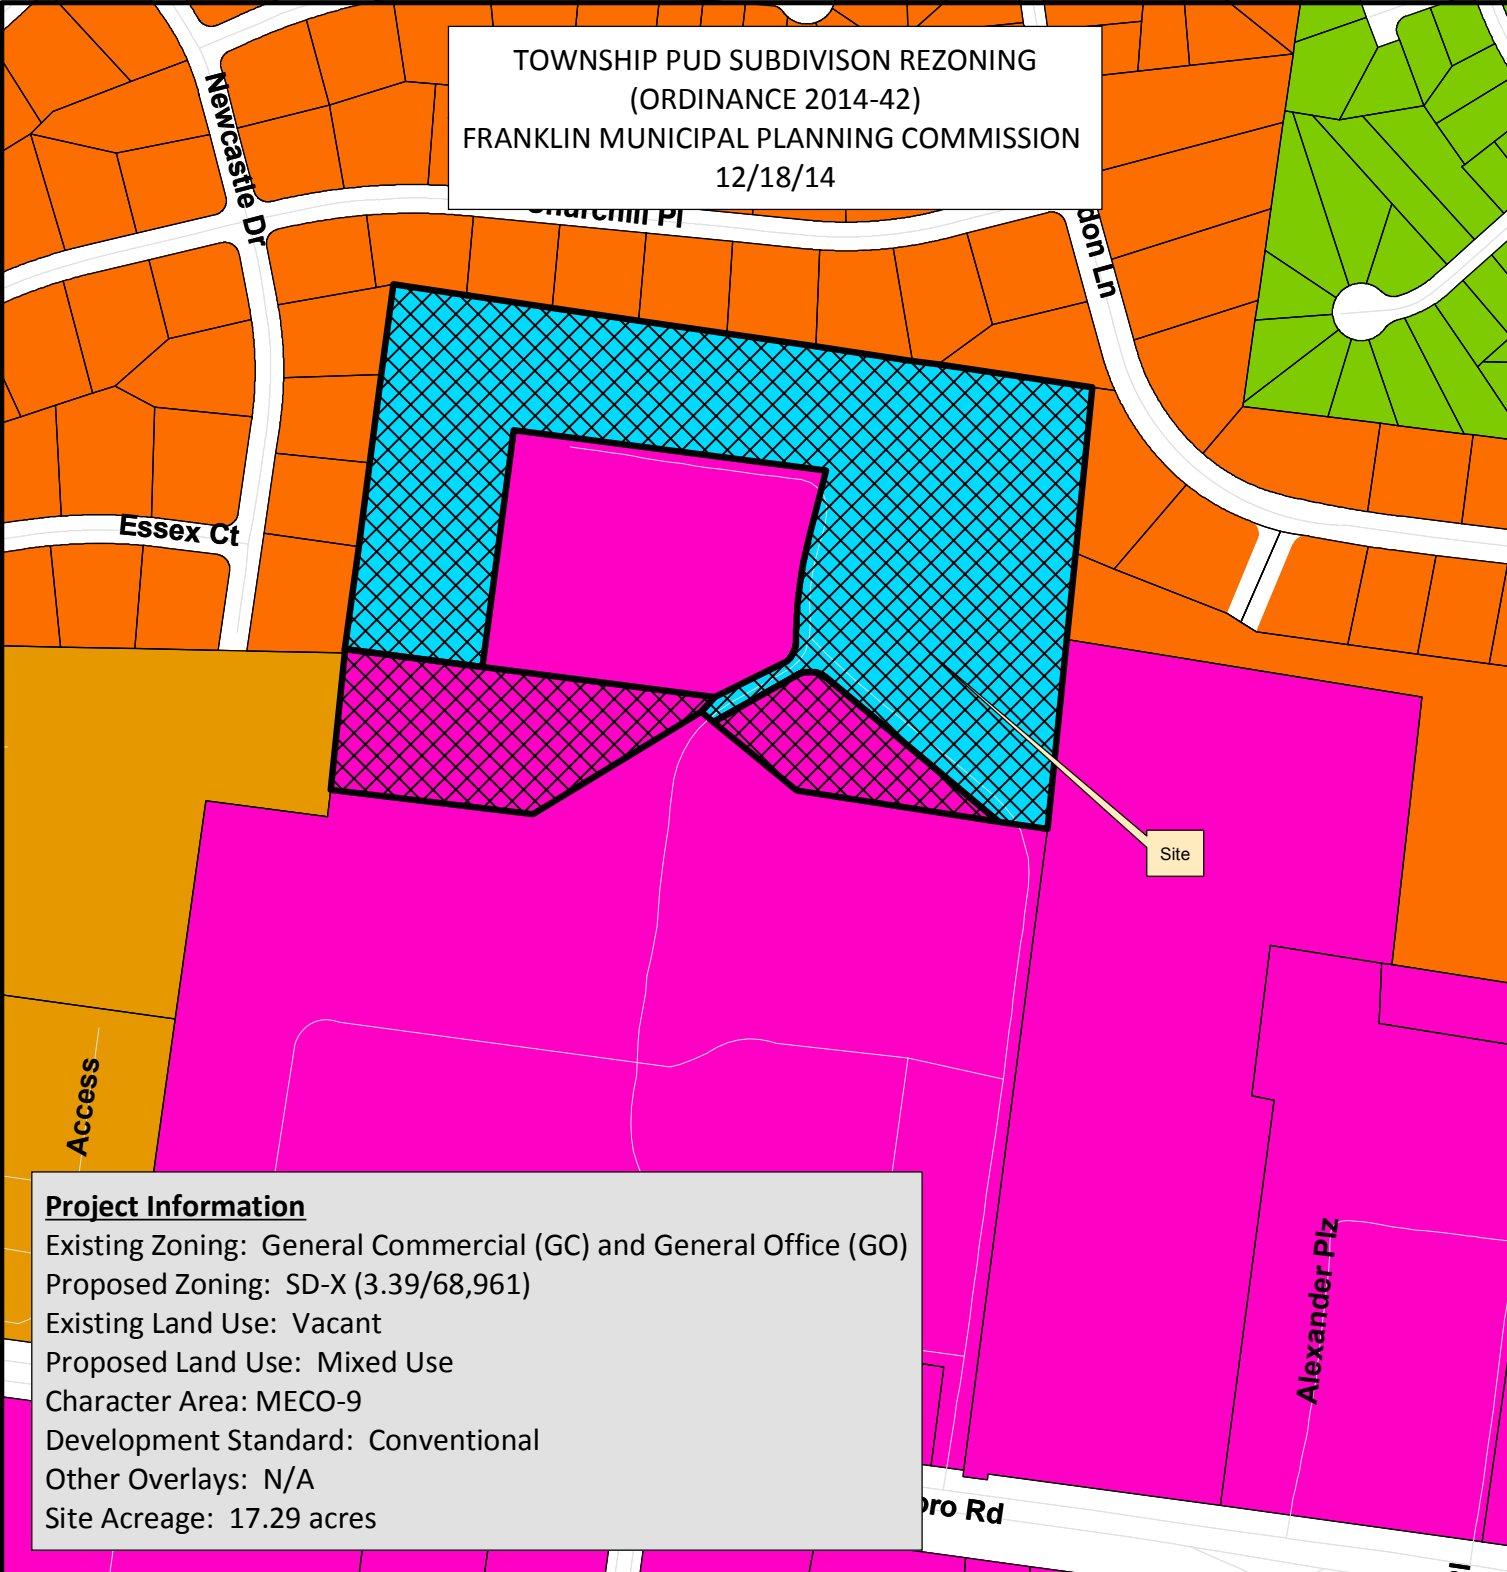 TOWNSHIP PUD SUBDIVISON REZONING
(ORDINANCE 2014-42)
FRANKLIN MUNICIPAL PLANNING COMMISSION
12/18/14
Newcastle Dr
Pl
Ln
Essex Ct
Site
Access
Project Information
Existing Zoning: General Commercial (GC) and General Office (GO)
Proposed Zoning: SD-X (3.39/68,961)
Existing Land Use: Vacant
Proposed Land Use: Mixed Use
Character Area: MECO-9
Development Standard: Conventional
Other Overlays: N/A
Site Acreage: 17.29 acres
Alexander Plz
Rd